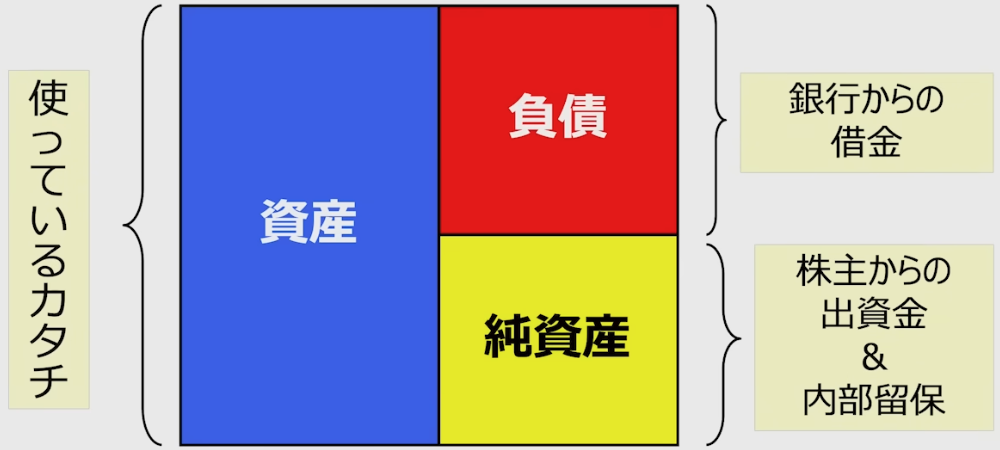 使っているカタチ
資産
負債
純資産
銀行からの
借金
株主からの
出資金
&
内部留保